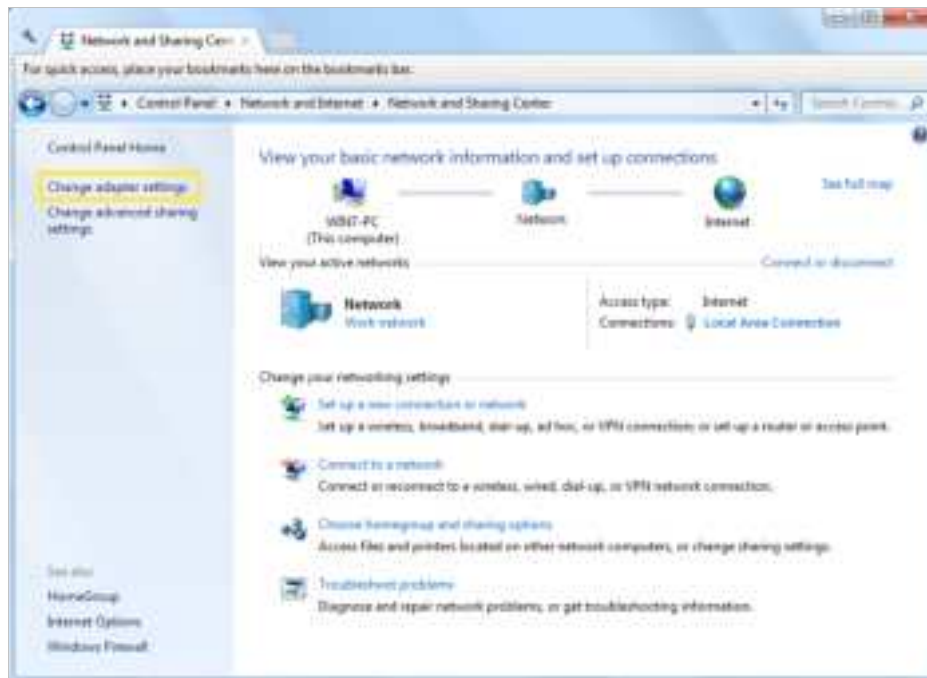 Network and Sharing Cen
For quick access, place your bookmarks here on the bookmarks bar.
Control Panel Network and Internet Network and Sharing Center
Search Control
Control Panel Home
Change adapter settings
Change advanced sharing
settings
View your basic network information and set up connections
See full map
WIN7-PC
(This computer)
Network
Internet
View your active networks
Connect or disconnect
Network
Work network
Access type: Internet
Connections: Local Area Connection
Change your networking settings
Set up a new connection or network
Set up a wireless, broadband, dial-up, ad hoc, or VPN connection; or set up a router or access point.
Connect to a network
Connect or reconnect to a wireless, wired, dial-up, or VPN network connection.
Choose homegroup and sharing options
Access files and printers located on other network computers, or change sharing settings.
Troubleshoot problems
Diagnose and repair network problems, or get troubleshooting information.
See also
HomeGroup
Internet Options
Windows Firewall